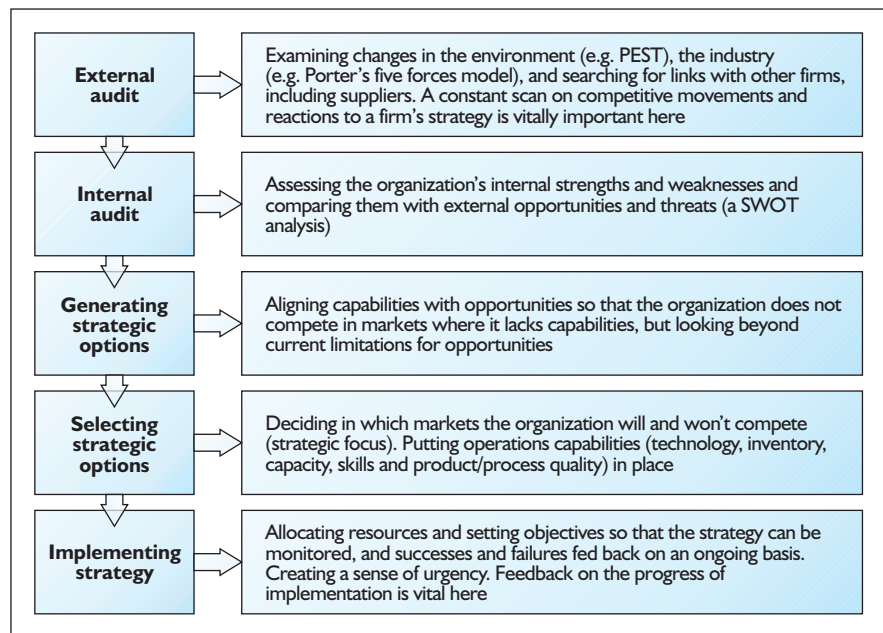 External
audit
Examining changes in the environment (e.g. PEST), the industry
(e.g. Porter's five forces model), and searching for links with other firms,
including suppliers. A constant scan on competitive movements and
reactions to a firm's strategy is vitally important here
Internal
audit
Assessing the organization's internal strengths and weaknesses and
comparing them with external opportunities and threats (a SWOT
analysis)
Generating
strategic
options
Aligning capabilities with opportunities so that the organization does not
compete in markets where it lacks capabilities, but looking beyond
current limitations for opportunities
Selecting
strategic
options
Deciding in which markets the organization will and won't compete
(strategic focus). Putting operations capabilities (technology, inventory,
capacity, skills and product/process quality) in place
Implementing
strategy
Allocating resources and setting objectives so that the strategy can be
monitored, and successes and failures fed back on an ongoing basis.
Creating a sense of urgency. Feedback on the progress of
implementation is vital here